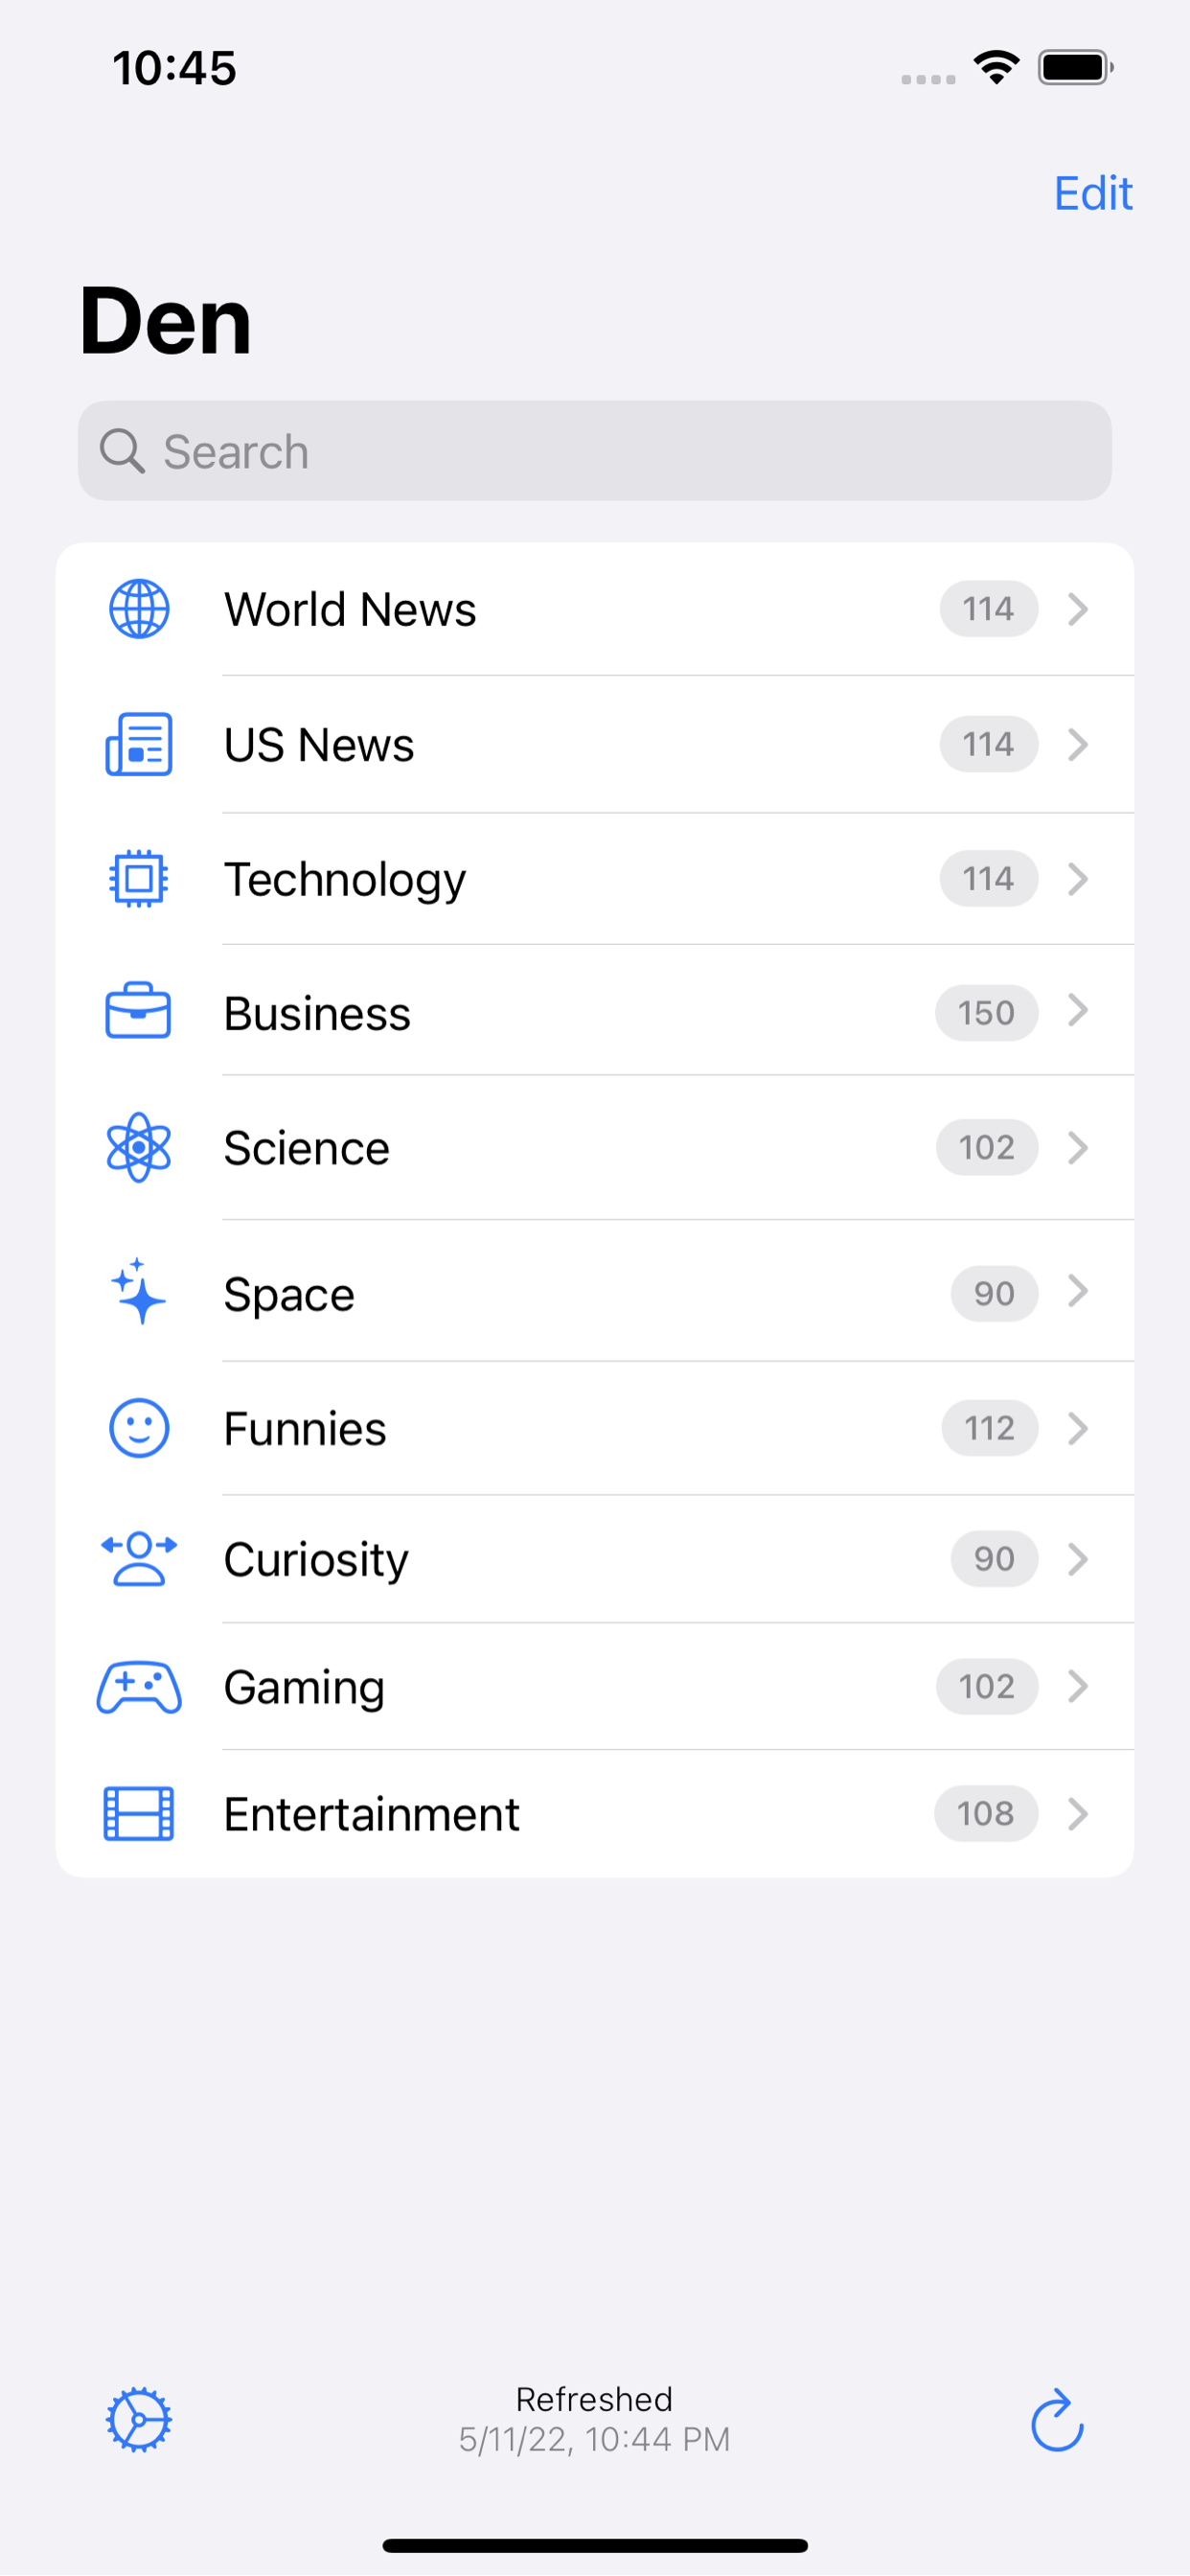 10:45
Edit
Den
Search
World News 114
US News 114
Technology 114
Business 150
Science 102
Space 90
Funnies 112
Curiosity 90
Gaming 102
Entertainment 108
Refreshed
5/11/22, 10:44 PM